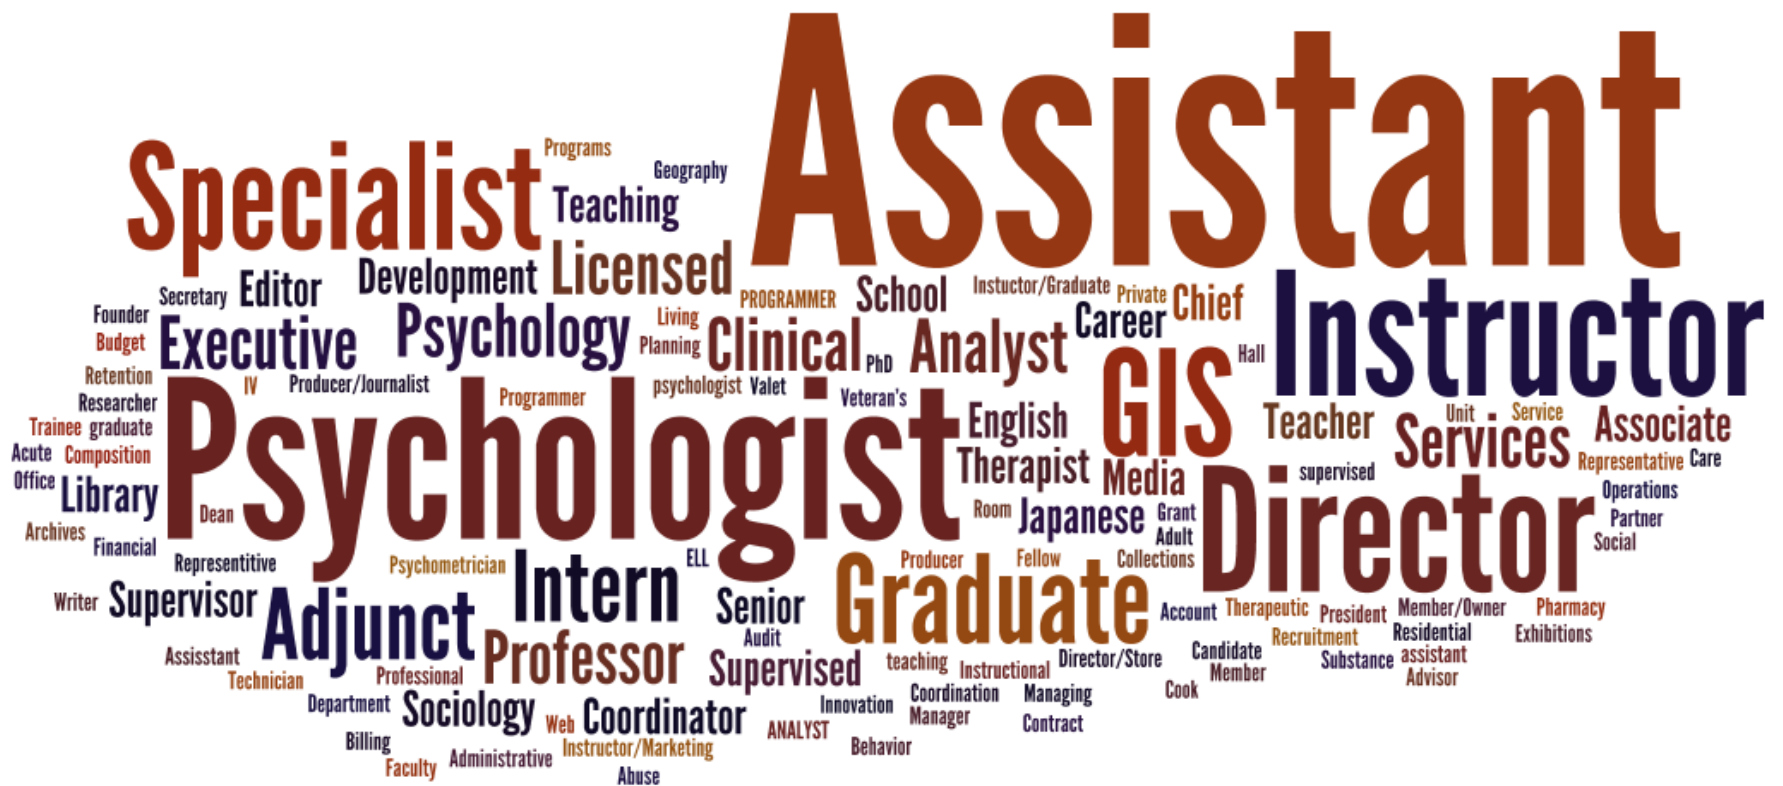 Assistant
Specialist
Programs
Geography
Teaching
Licensed
Development
Editor
Secretary
Founder
Budget
Executive
Psychology
Living
Planning
PROGRAMMER
School
Instuctor/Graduate
Private
Chief
Career
Clinical
PhD
Analyst
Instructor
Hall
GIS
Retention
IV
Producer/Journalist
Programmer
psychologist
Valet
Veteran's
Researcher
Trainee
graduate
Acute
Composition
Office
Library
Psychologist
Dean
English
Therapist
Media
Teacher
Unit
Service
Services
Associate
Representative
Care
supervised
Director
Operations
Partner
Social
Archives
Financial
Room
Japanese
Grant
Adult
Representitive
Psychometrician
Intern
ELL
Producer
Fellow
Collections
Graduate
Writer
Supervisor
Adjunct
Senior
Audit
Account
Therapeutic
President
Member/Owner
Pharmacy
Recruitment
Residential
Exhibitions
Professor
Assisstant
Technician
Professional
Supervised
teaching
Instructional
Director/Store
Candidate
Member
Substance
assistant
Advisor
Cook
Department
Sociology
Web
Coordinator
Innovation
Coordination
Manager
Managing
Contract
Billing
Faculty
Administrative
Instructor/Marketing
ANALYST
Behavior
Abuse